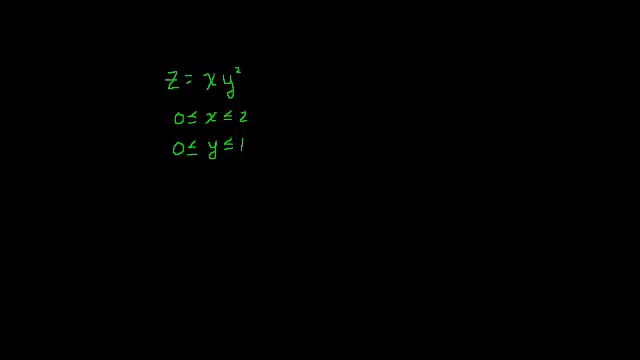 z = xy²
0 ≤ x ≤ 2
0 ≤ y ≤ 1